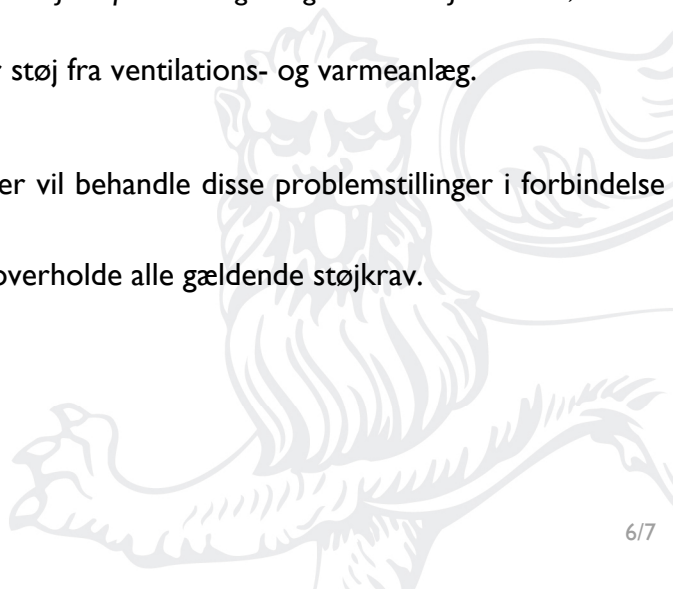 støj fra ventilations- og varmeanlæg.
er vil behandle disse problemstillinger i forbindelse
overholde alle gældende støjkrav.
6/7